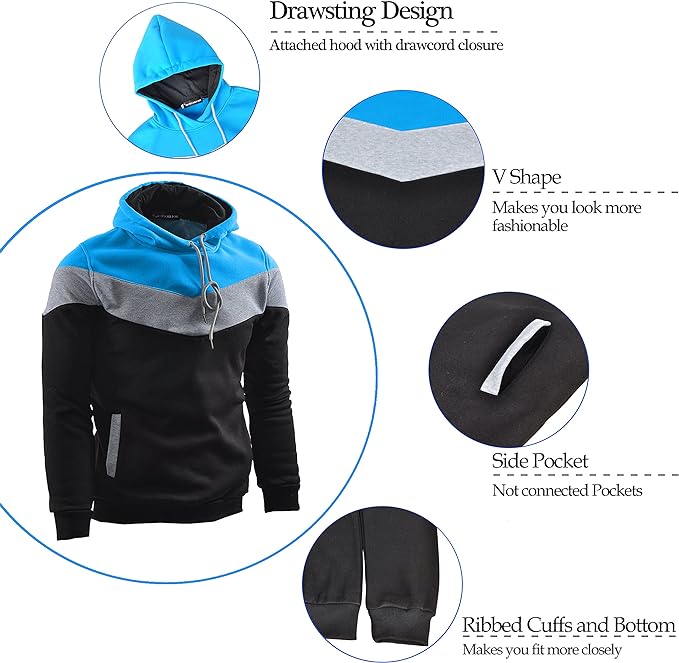 Drawsting Design
Attached hood with drawcord closure
V Shape
Makes you look more
fashionable
Side Pocket
Not connected Pockets
Ribbed Cuffs and Bottom
Makes you fit more closely